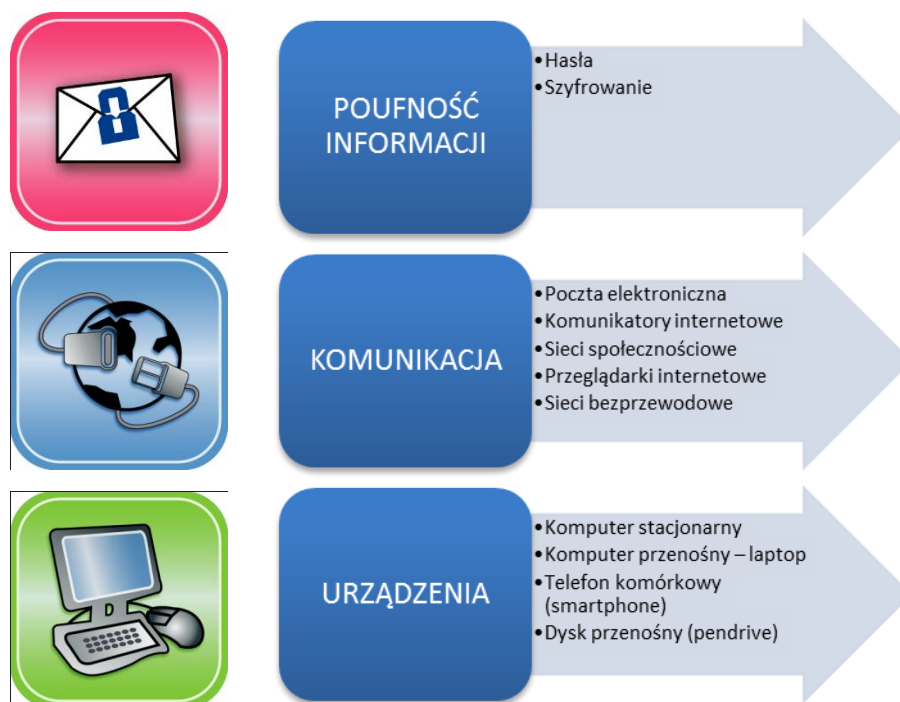 POUFNOŚĆ
INFORMACJI
•Hasła
•Szyfrowanie
KOMUNIKACJA
•Poczta elektroniczna
•Komunikatory internetowe
•Sieci społecznościowe
•Przeglądarki internetowe
•Sieci bezprzewodowe
URZĄDZENIA
•Komputer stacjonarny
•Komputer przenośny – laptop
•Telefon komórkowy
(smartphone)
•Dysk przenośny (pendrive)